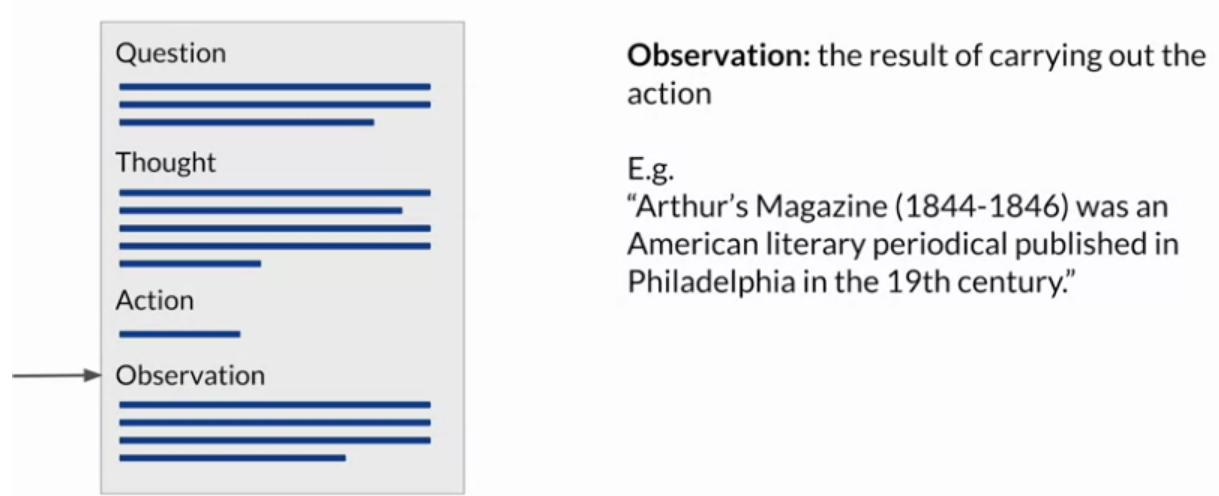 Question
Thought
Action
Observation
Observation: the result of carrying out the
action
E.g.
“Arthur’s Magazine (1844-1846) was an
American literary periodical published in
Philadelphia in the 19th century.”